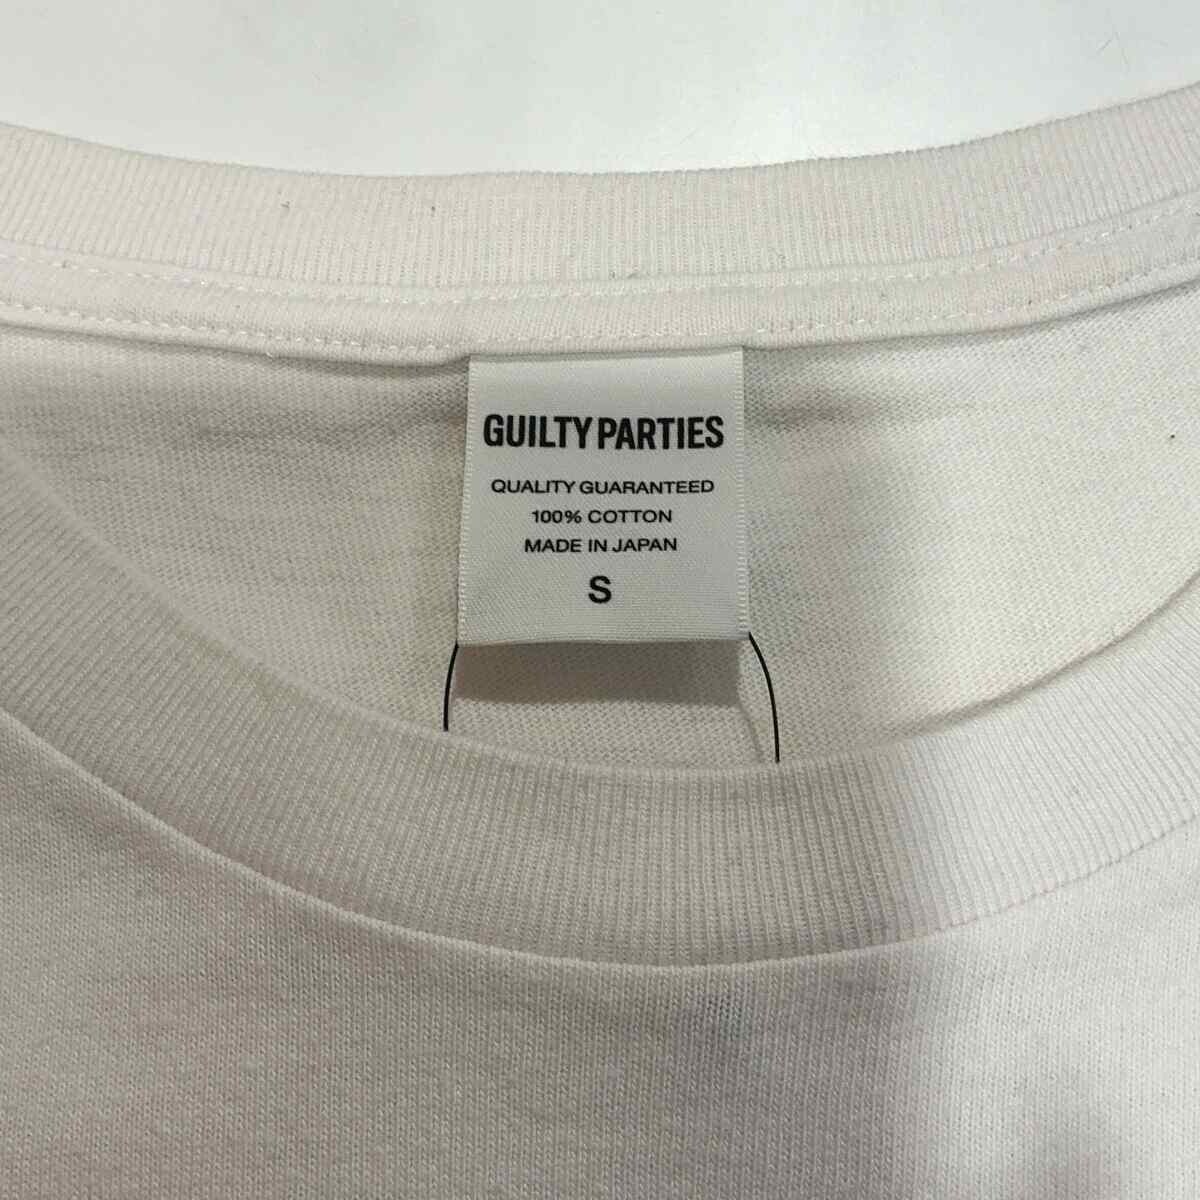 GUILTY PARTIES
QUALITY GUARANTEED
100% COTTON
MADE IN JAPAN
S